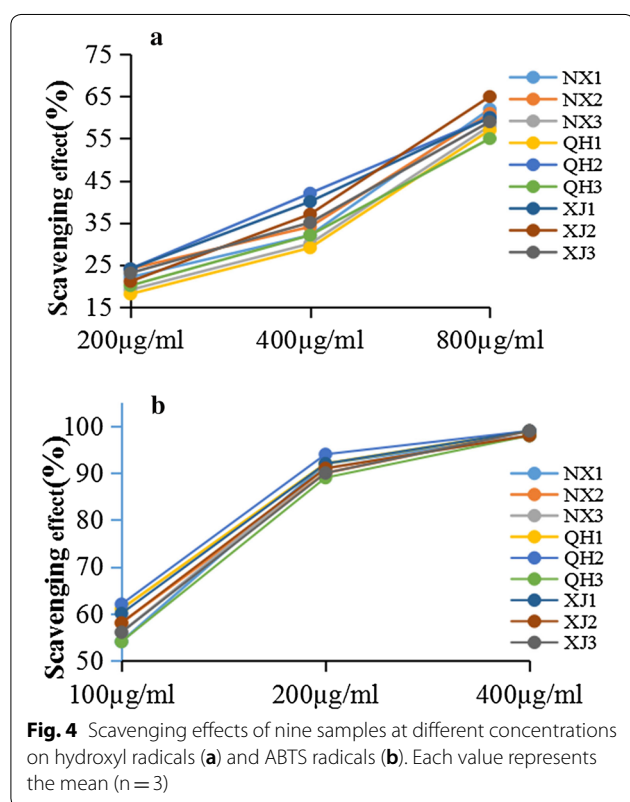 a
75
65
55
45
35
25
15
Scavenging effect(%)
200µg/ml 400µg/ml 800µg/ml
NX1
NX2
NX3
QH1
QH2
QH3
XJ1
XJ2
XJ3
b
100
90
80
70
60
50
Scavenging effect(%)
100µg/ml 200µg/ml 400µg/ml
NX1
NX2
NX3
QH1
QH2
QH3
XJ1
XJ2
XJ3
Fig. 4 Scavenging effects of nine samples at different concentrations
on hydroxyl radicals (a) and ABTS radicals (b). Each value represents
the mean (n = 3)